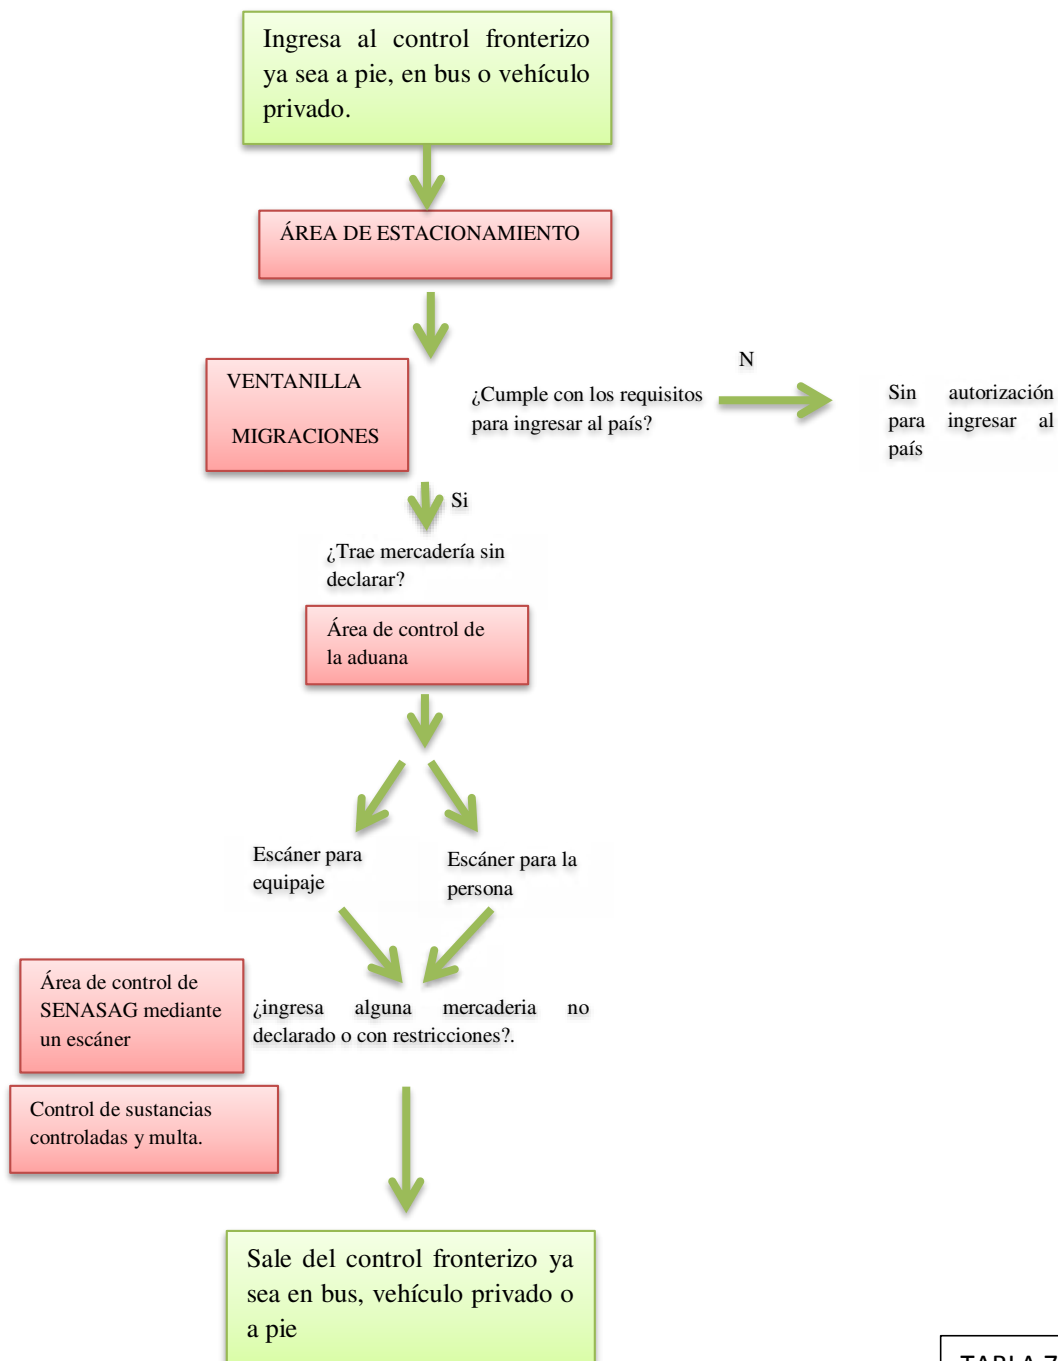 Ingresa al control fronterizo
ya sea a pie, en bus o vehículo
privado.
ÁREA DE ESTACIONAMIENTO
VENTANILLA
MIGRACIONES
¿Cumple con los requisitos
para ingresar al país?
N
Sin autorización
para ingresar al
país
Si
¿Trae mercadería sin
declarar?
Área de control de
la aduana
Escáner para
equipaje
Escáner para la
persona
Área de control de
SENASAG mediante
un escáner
¿ingresa alguna mercaderia no
declarado o con restricciones?.
Control de sustancias
controladas y multa.
Sale del control fronterizo ya
sea en bus, vehículo privado o
a pie
TABLA 7